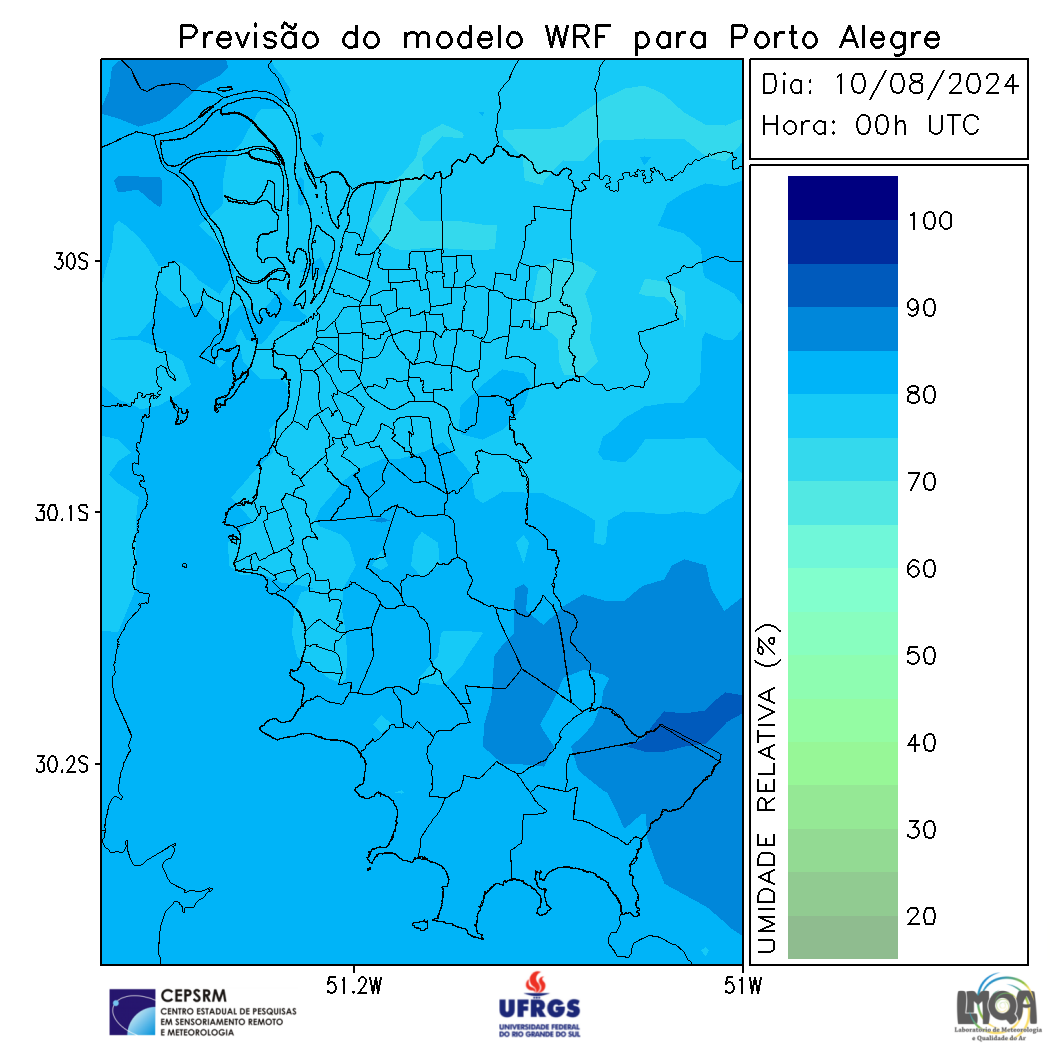 Previsão do modelo WRF para Porto Alegre
Dia: 10/08/2024
Hora: 00h UTC
30S
30.1S
30.2S
51.2W
51W
100
90
80
70
60
50
40
30
20
UMIDADE RELATIVA (%)
CEPSRM
CENTRO ESTADUAL DE PESQUISAS
EM SENSORIAMENTO REMOTO
E METEOROLOGIA
UFRGS
UNIVERSIDADE FEDERAL
DO RIO GRANDE DO SUL
LMQA
Laboratório de Meteorologia
e Qualidade do Ar